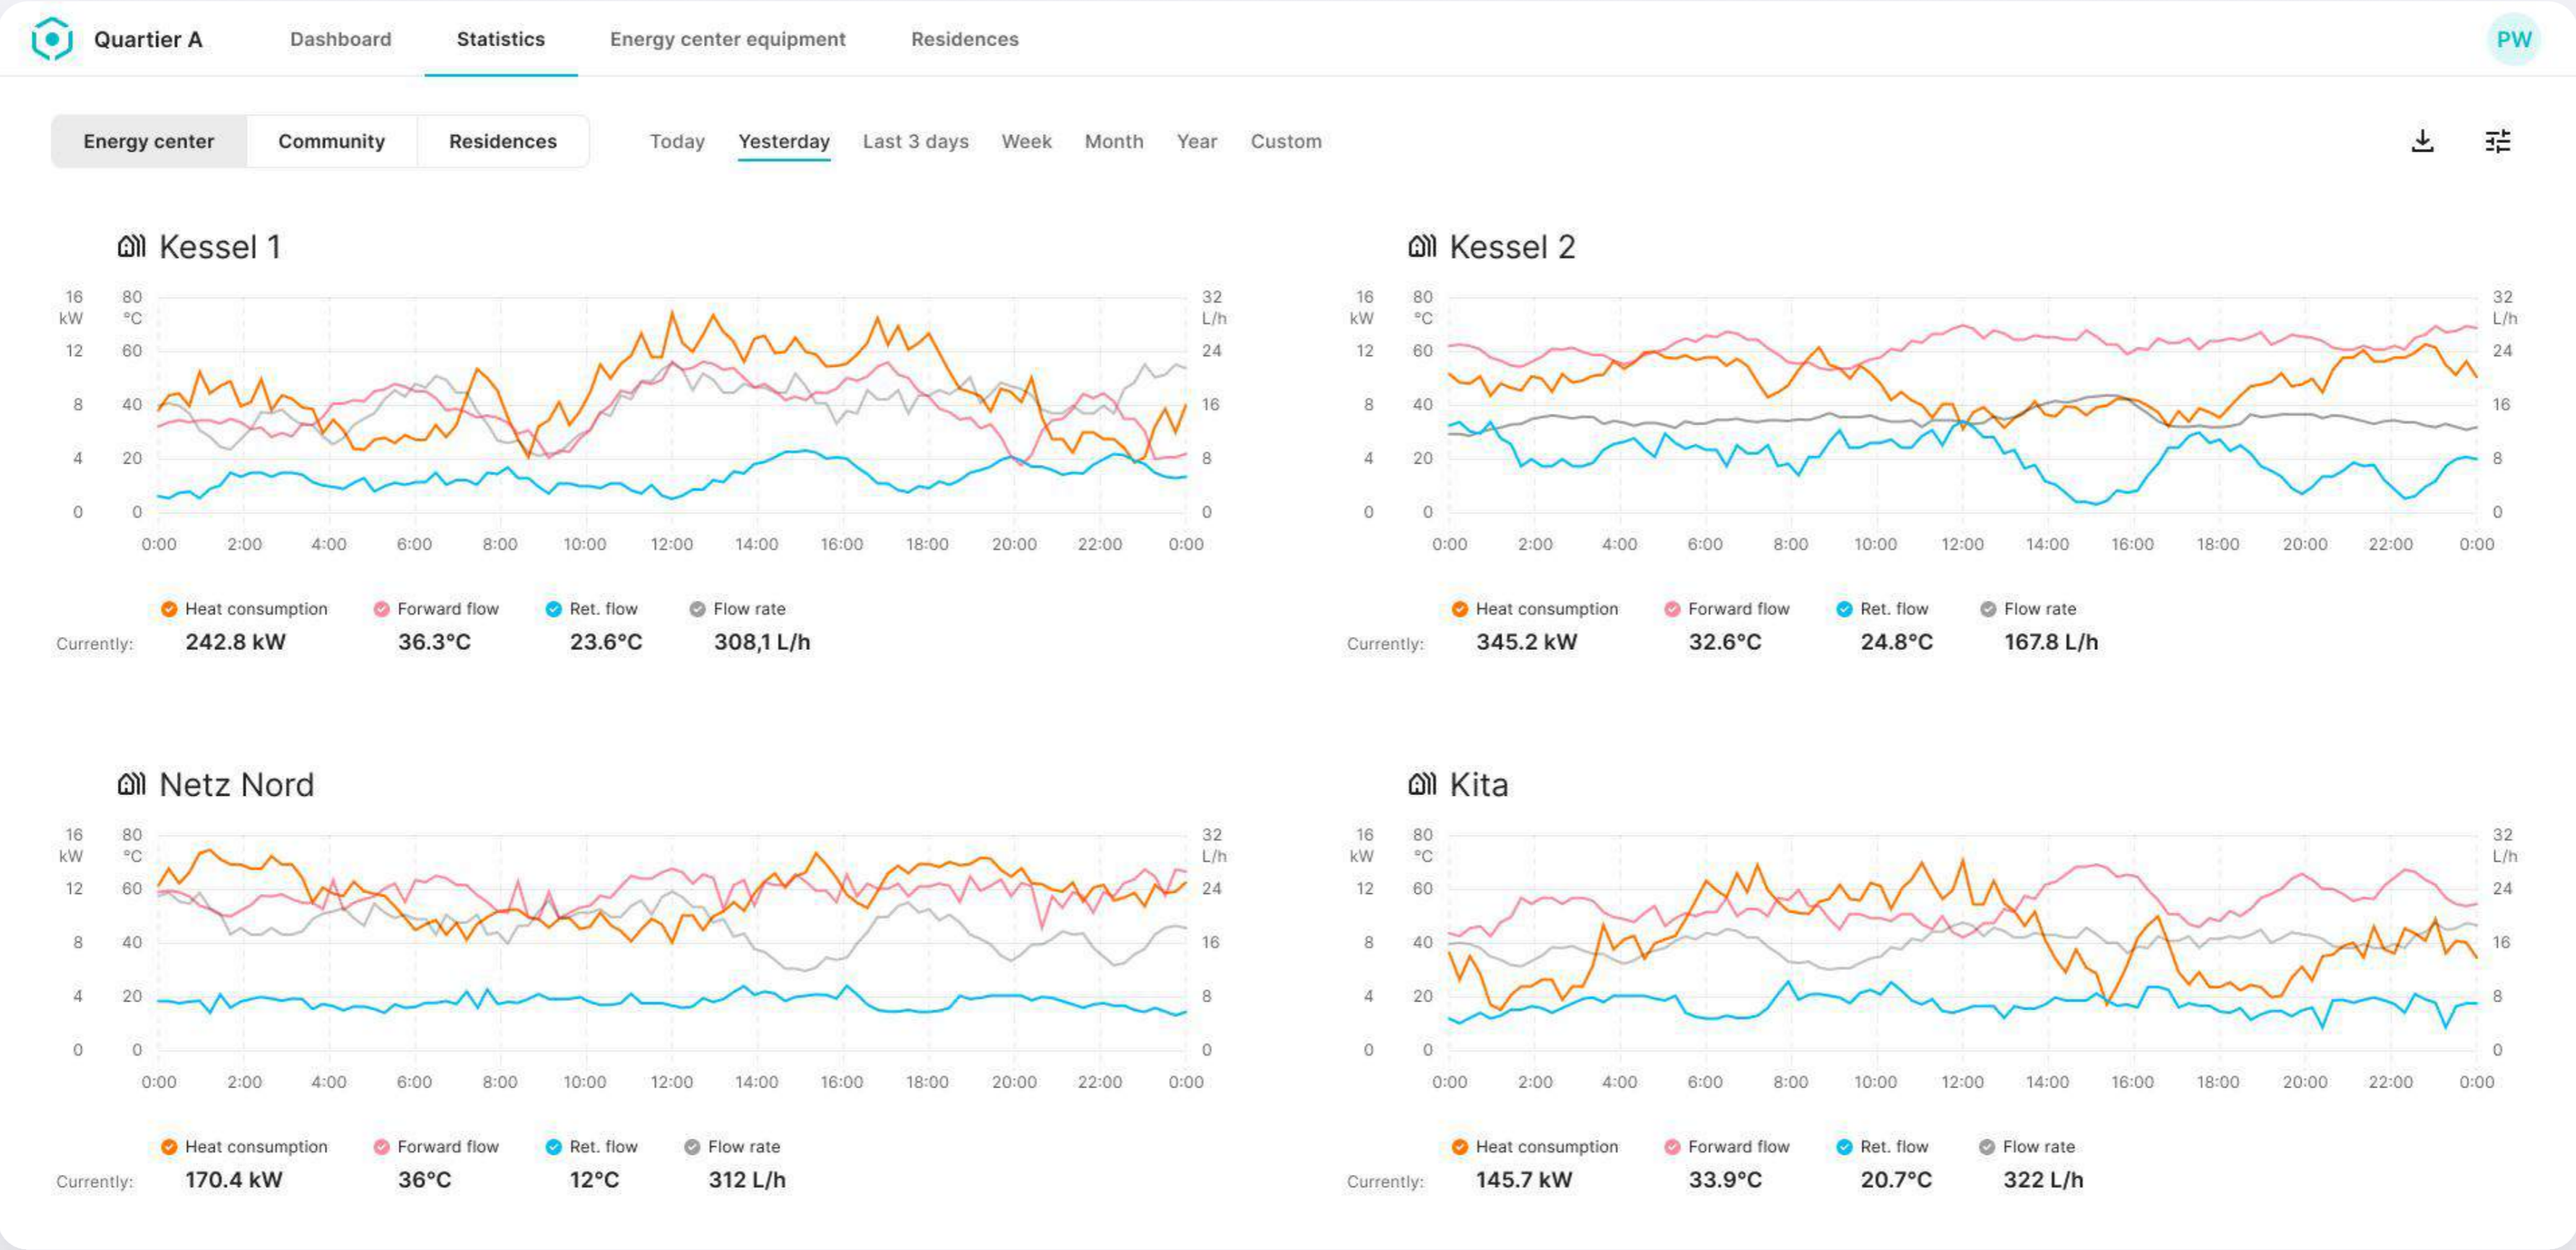 Quartier A Dashboard Statistics Energy center equipment Residences PW
Energy center Community Residences Today Yesterday Last 3 days Week Month Year Custom
Kessel 1
16 80 32
kW °C L/h
12 60 24
8 40 16
4 20 8
0 0 0
0:00 2:00 4:00 6:00 8:00 10:00 12:00 14:00 16:00 18:00 20:00 22:00 0:00
Heat consumption Forward flow Ret. flow Flow rate
Currently: 242.8 kW 36.3°C 23.6°C 308,1 L/h
Kessel 2
16 80 32
kW °C L/h
12 60 24
8 40 16
4 20 8
0 0 0
0:00 2:00 4:00 6:00 8:00 10:00 12:00 14:00 16:00 18:00 20:00 22:00 0:00
Heat consumption Forward flow Ret. flow Flow rate
Currently: 345.2 kW 32.6°C 24.8°C 167.8 L/h
Netz Nord
16 80 32
kW °C L/h
12 60 24
8 40 16
4 20 8
0 0 0
0:00 2:00 4:00 6:00 8:00 10:00 12:00 14:00 16:00 18:00 20:00 22:00 0:00
Heat consumption Forward flow Ret. flow Flow rate
Currently: 170.4 kW 36°C 12°C 312 L/h
Kita
16 80 32
kW °C L/h
12 60 24
8 40 16
4 20 8
0 0 0
0:00 2:00 4:00 6:00 8:00 10:00 12:00 14:00 16:00 18:00 20:00 22:00 0:00
Heat consumption Forward flow Ret. flow Flow rate
Currently: 145.7 kW 33.9°C 20.7°C 322 L/h